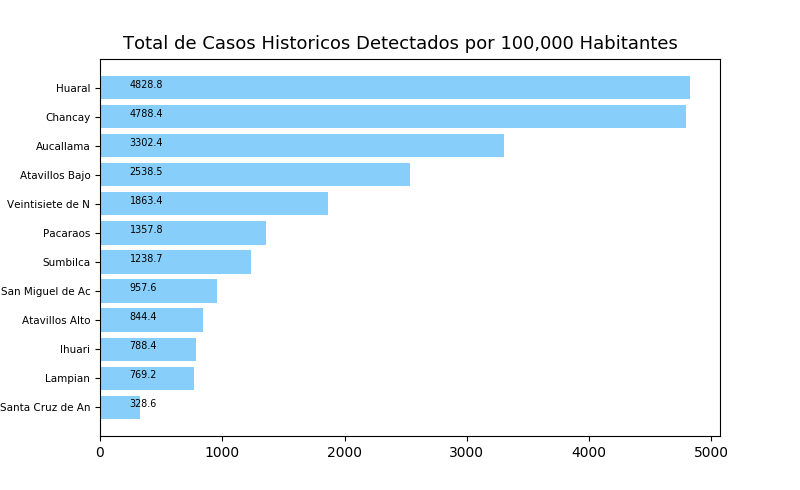 Total de Casos Historicos Detectados por 100,000 Habitantes
Huaral 4828.8
Chancay 4788.4
Aucallama 3302.4
Atavillos Bajo 2538.5
Veintisiete de N 1863.4
Pacaraos 1357.8
Sumbilca 1238.7
San Miguel de Ac 957.6
Atavillos Alto 844.4
Ihuari 788.4
Lampian 769.2
Santa Cruz de An 328.6
0 1000 2000 3000 4000 5000